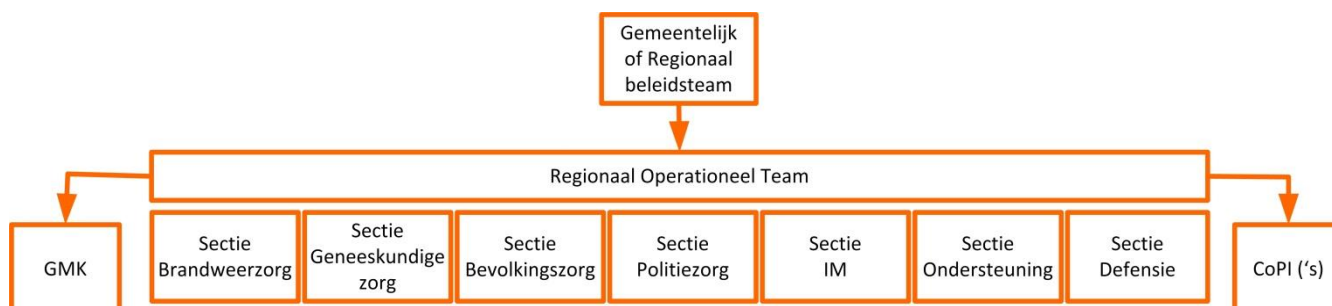 Gemeentelijk
of Regionaal
beleidsteam
Regionaal Operationeel Team
GMK
Sectie
Brandweerzorg
Sectie
Geneeskundige
zorg
Sectie
Bevolkingszorg
Sectie
Politiezorg
Sectie
IM
Sectie
Ondersteuning
Sectie
Defensie
CoPI (‘s)